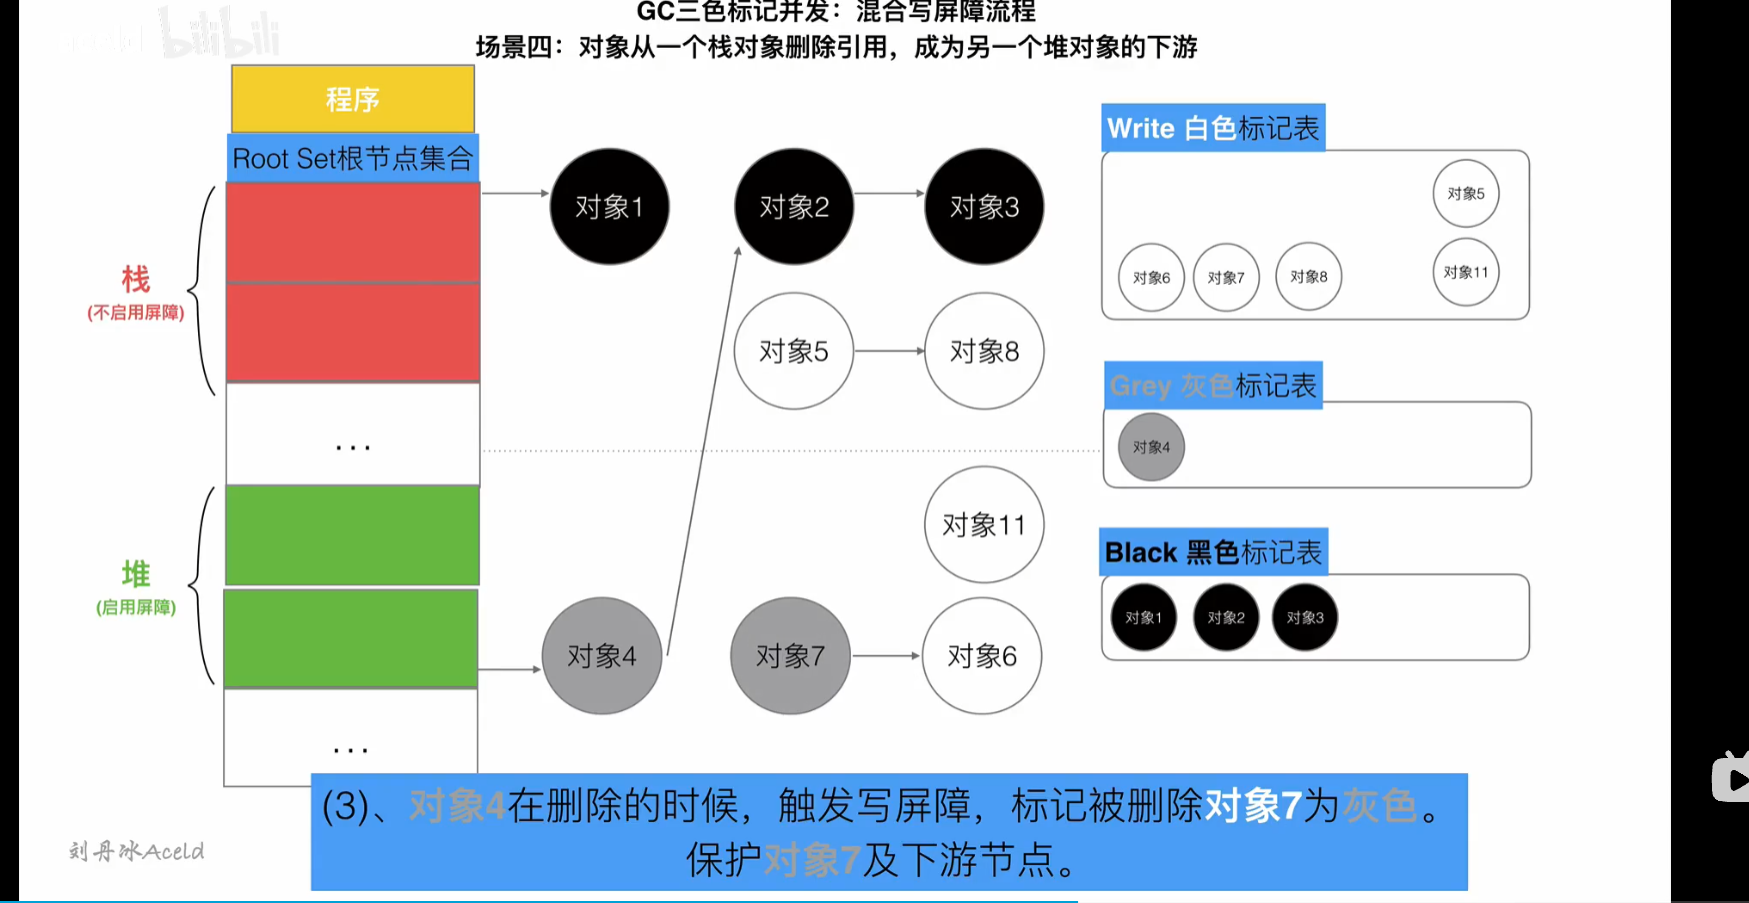 GC三色标记并发：混合写屏障流程
场景四：对象从一个栈对象删除引用，成为另一个堆对象的下游
bilibili
程序
Root Set根节点集合
栈
(不启用屏障)
...
堆
(启用屏障)
...
对象1
对象2
对象3
对象5
对象8
对象11
对象4
对象7
对象6
Write 白色标记表
对象5
对象6
对象7
对象8
对象11
Grey 灰色标记表
对象4
Black 黑色标记表
对象1
对象2
对象3
(3)、对象4在删除的时候，触发写屏障，标记被删除对象7为灰色。
保护对象7及下游节点。
刘丹冰Aceld